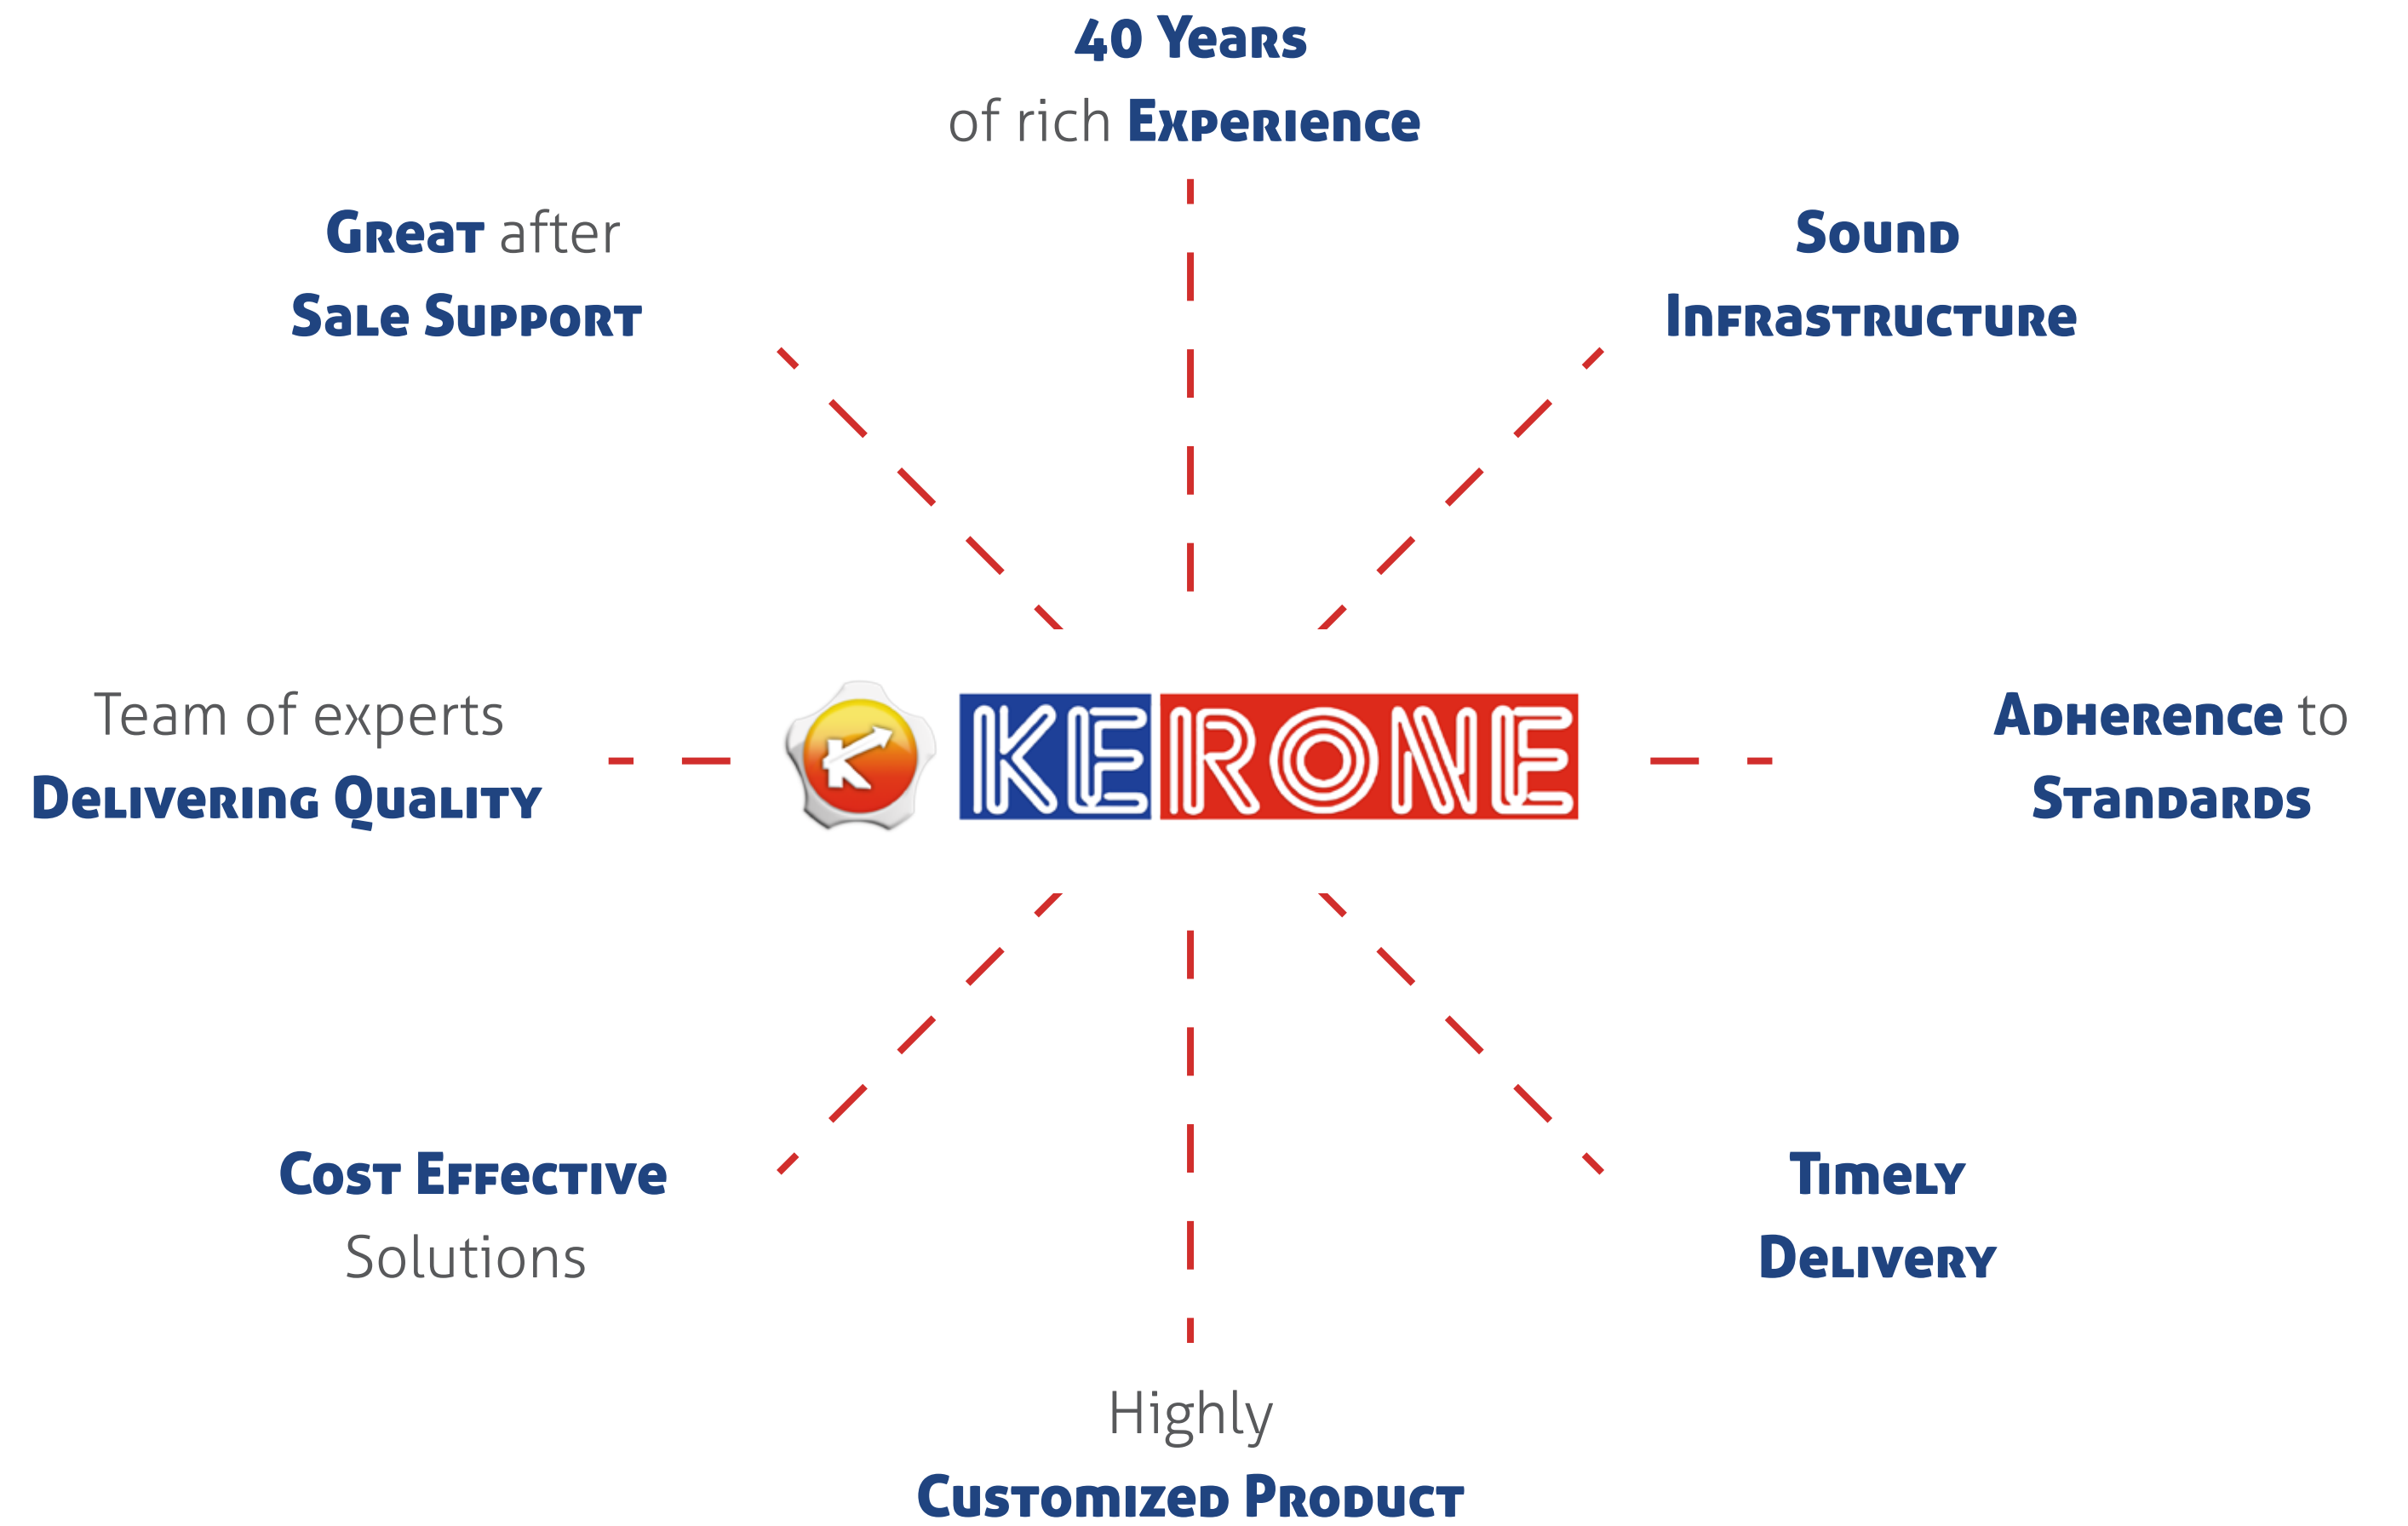 40 Years
of rich Experience
Great after
Sale Support
Sound
Infrastructure
Team of experts
Delivering Quality
K KERONE
Adherence to
Standards
Cost Effective
Solutions
Timely
Delivery
Highly
Customized Product